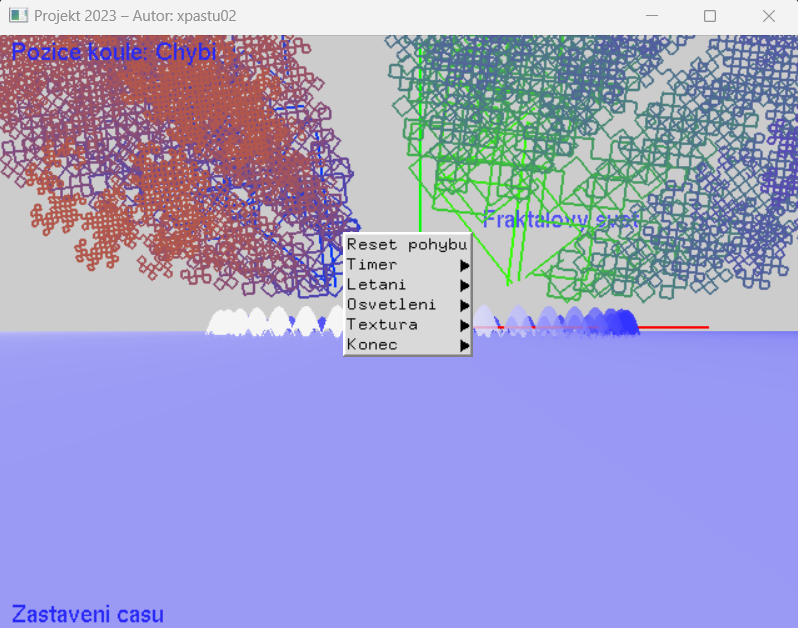 Projekt 2023 – Autor: xpastu02
Pozice koule: Chybi
Fraktalovy svet
Reset pohybu
Timer
Letani
Osvetleni
Textura
Konec
Zastaveni casu